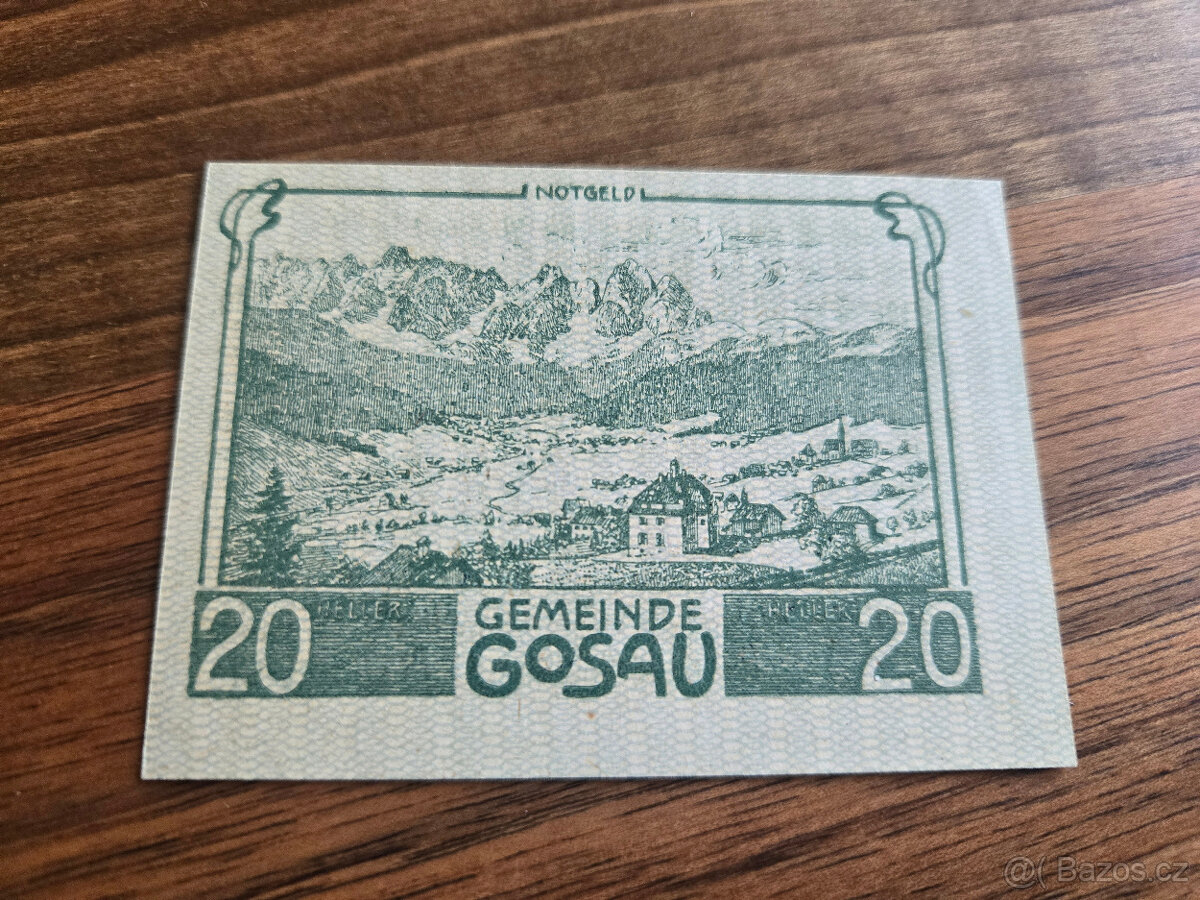 NOTGELD
20 HELLER GEMEINDE HELLER 20
GOSAU
@( Bazos.cz